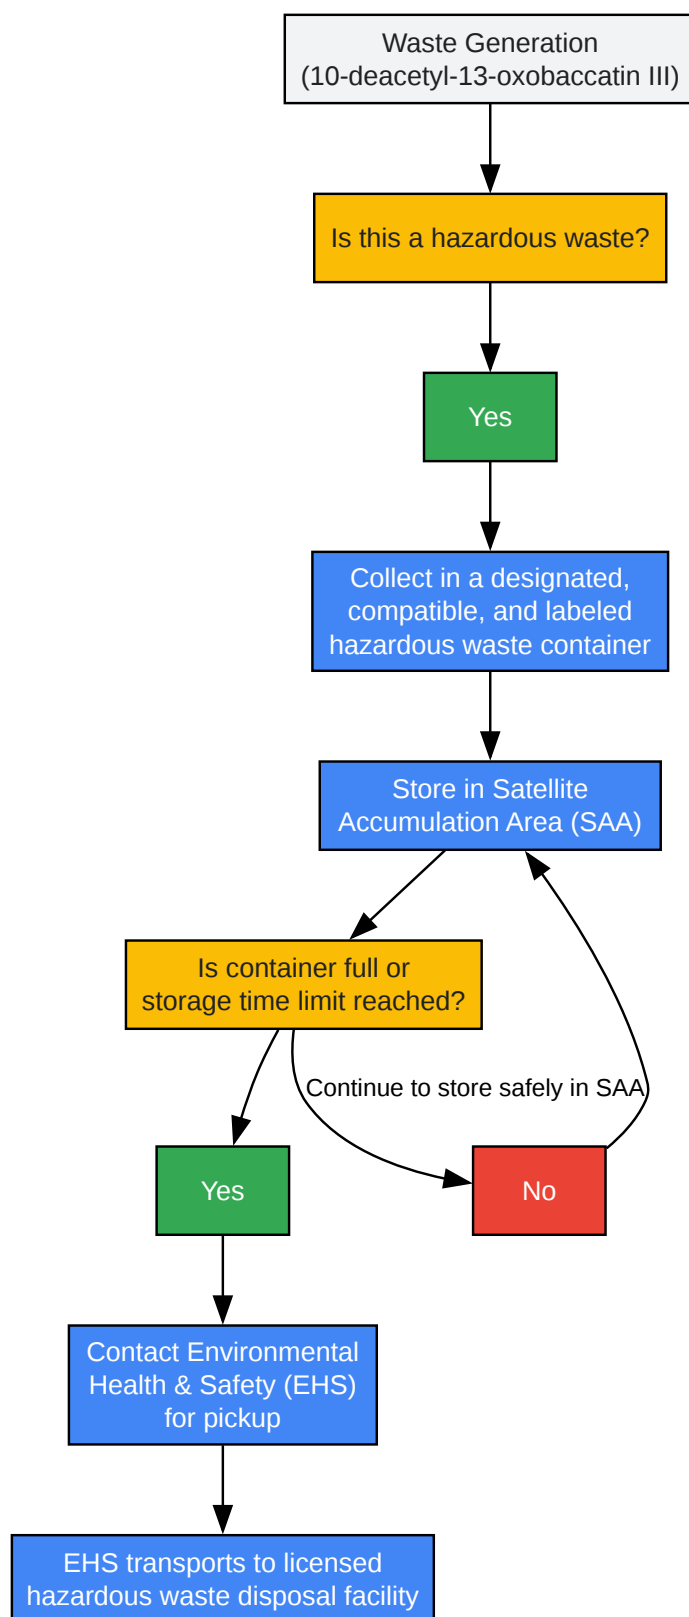 Waste Generation
(10-deacetyl-13-oxobaccatin III)
Is this a hazardous waste?
Yes
Collect in a designated,
compatible, and labeled
hazardous waste container
Store in Satellite
Accumulation Area (SAA)
Is container full or
storage time limit reached?
Continue to store safely in SAA
Yes
No
Contact Environmental
Health & Safety (EHS)
for pickup
EHS transports to licensed
hazardous waste disposal facility